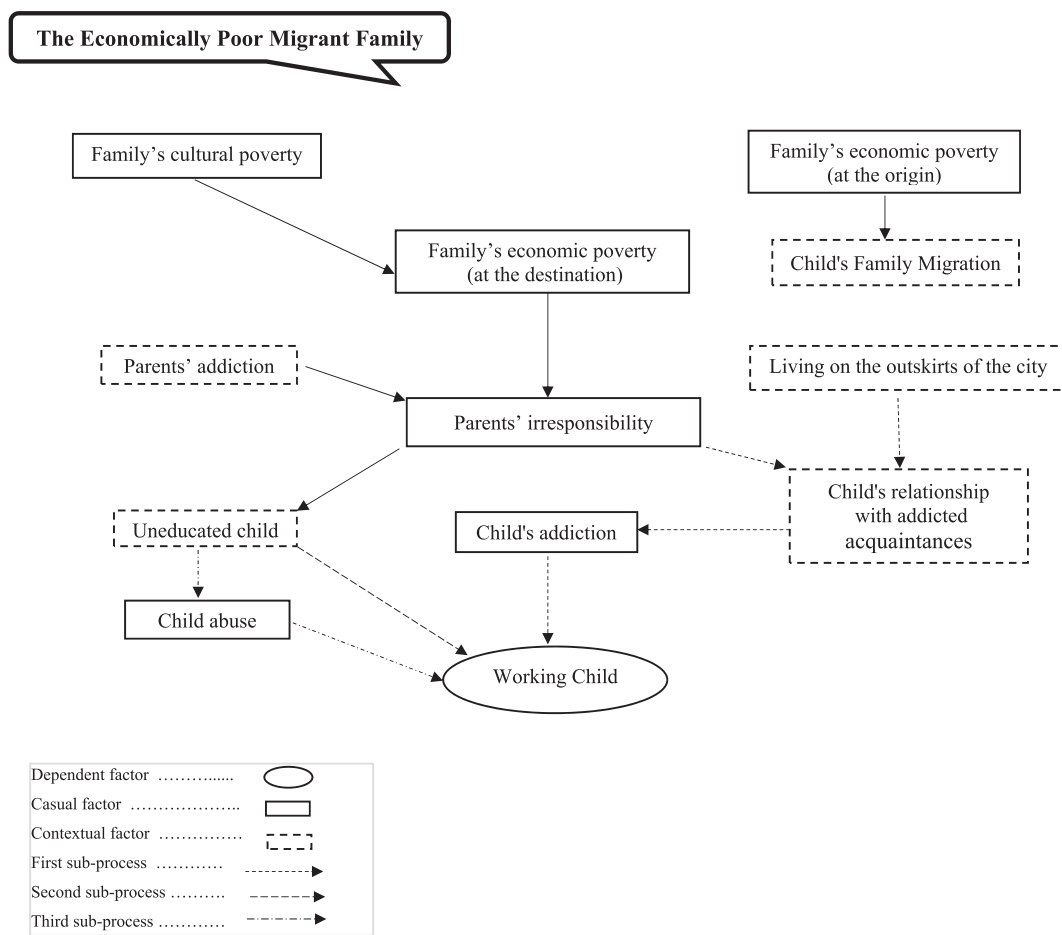 The Economically Poor Migrant Family
Family's cultural poverty
Family's economic poverty
(at the origin)
Family's economic poverty
(at the destination)
Child's Family Migration
Parents' addiction
Living on the outskirts of the city
Parents' irresponsibility
Child's relationship
with addicted
acquaintances
Uneducated child
Child's addiction
Child abuse
Working Child
Dependent factor ………......
Casual factor ………………..
Contextual factor ……………
First sub-process …………
Second sub-process ……….
Third sub-process …………